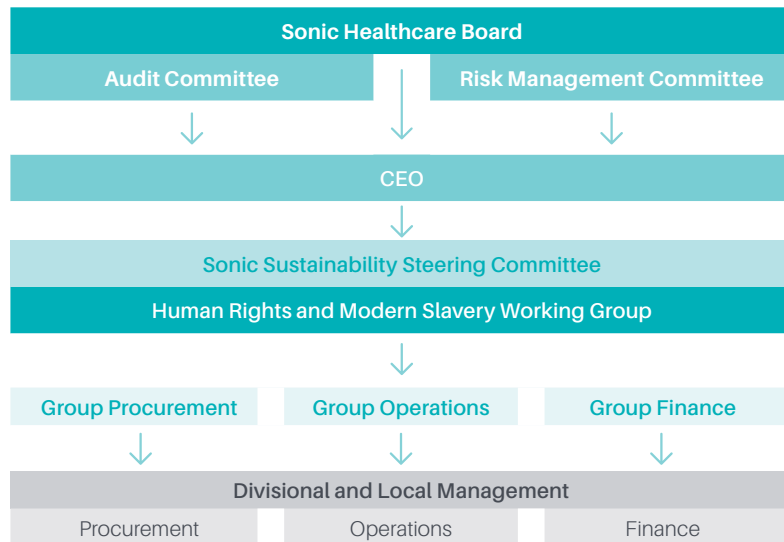 Sonic Healthcare Board
Audit Committee
Risk Management Committee
CEO
Sonic Sustainability Steering Committee
Human Rights and Modern Slavery Working Group
Group Procurement
Group Operations
Group Finance
Divisional and Local Management
Procurement
Operations
Finance